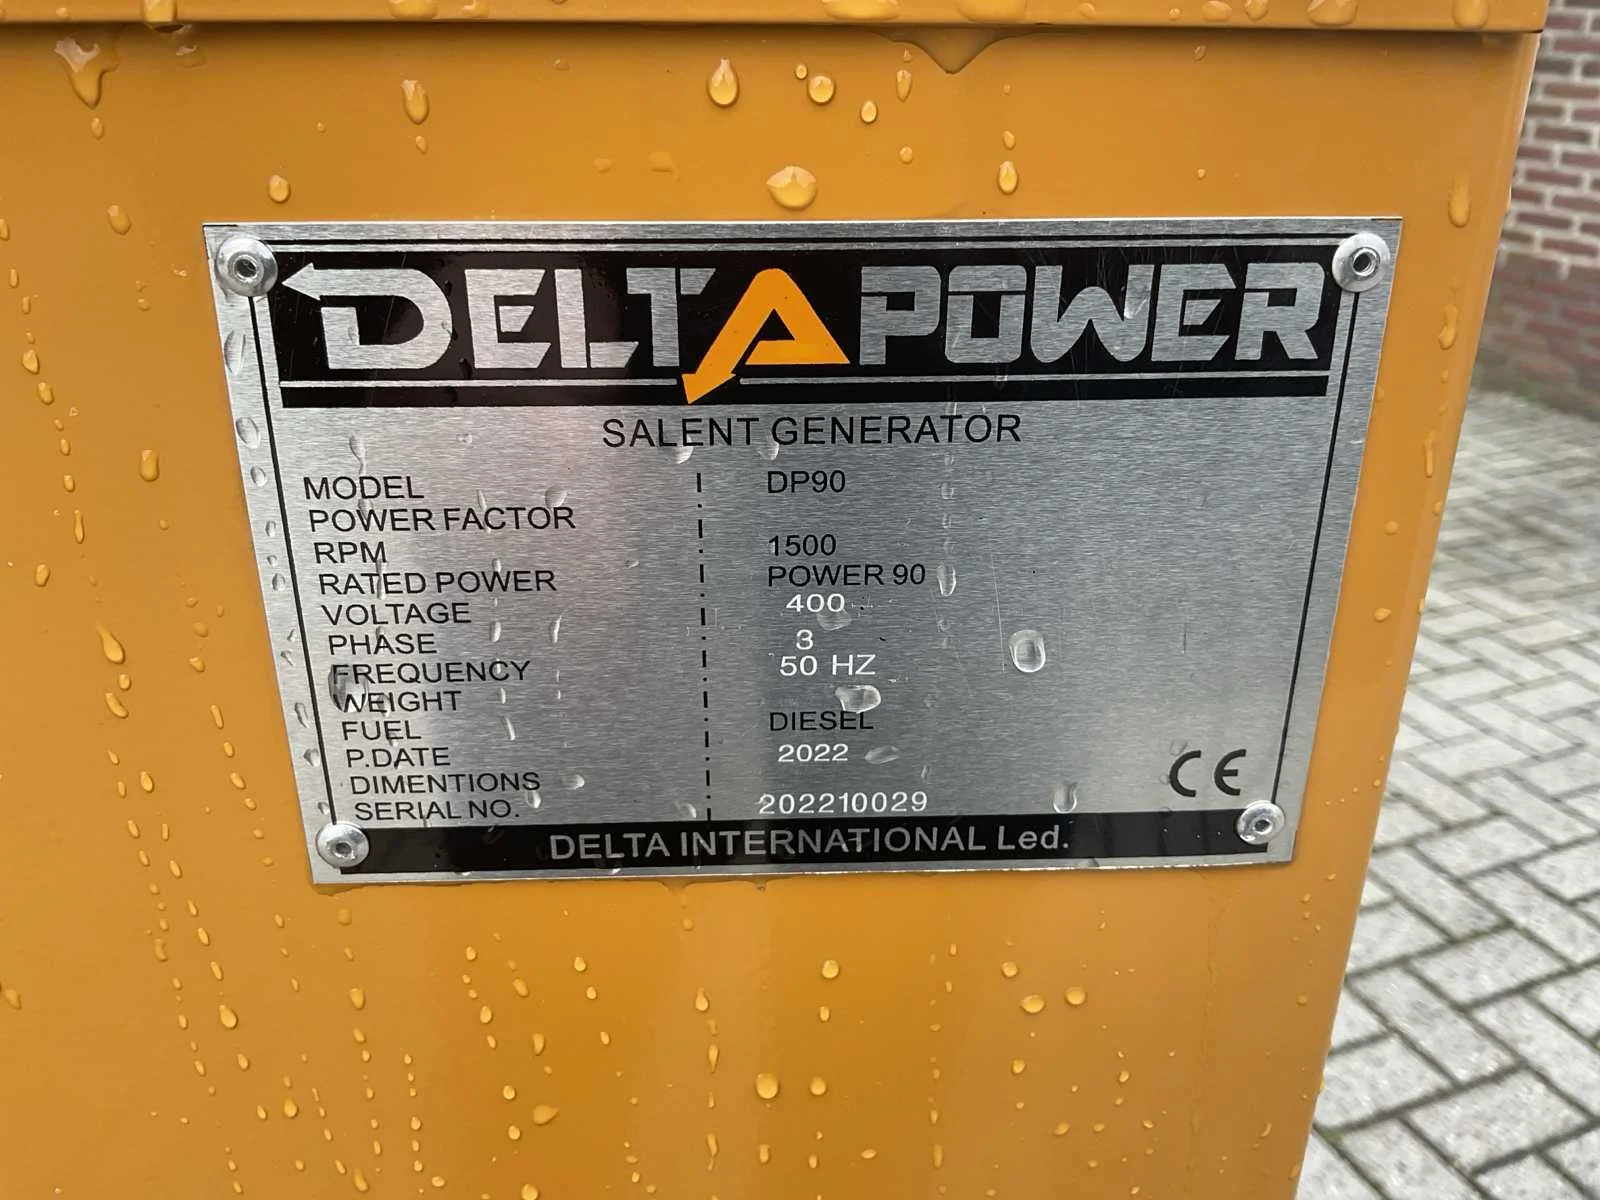 DELTA POWER
SALENT GENERATOR
MODEL DP90
POWER FACTOR
RPM 1500
RATED POWER POWER 90
VOLTAGE 400
PHASE 3
FREQUENCY 50 HZ
WEIGHT
FUEL DIESEL
P.DATE 2022
DIMENTIONS
SERIAL NO. 202210029
CE
DELTA INTERNATIONAL Led.